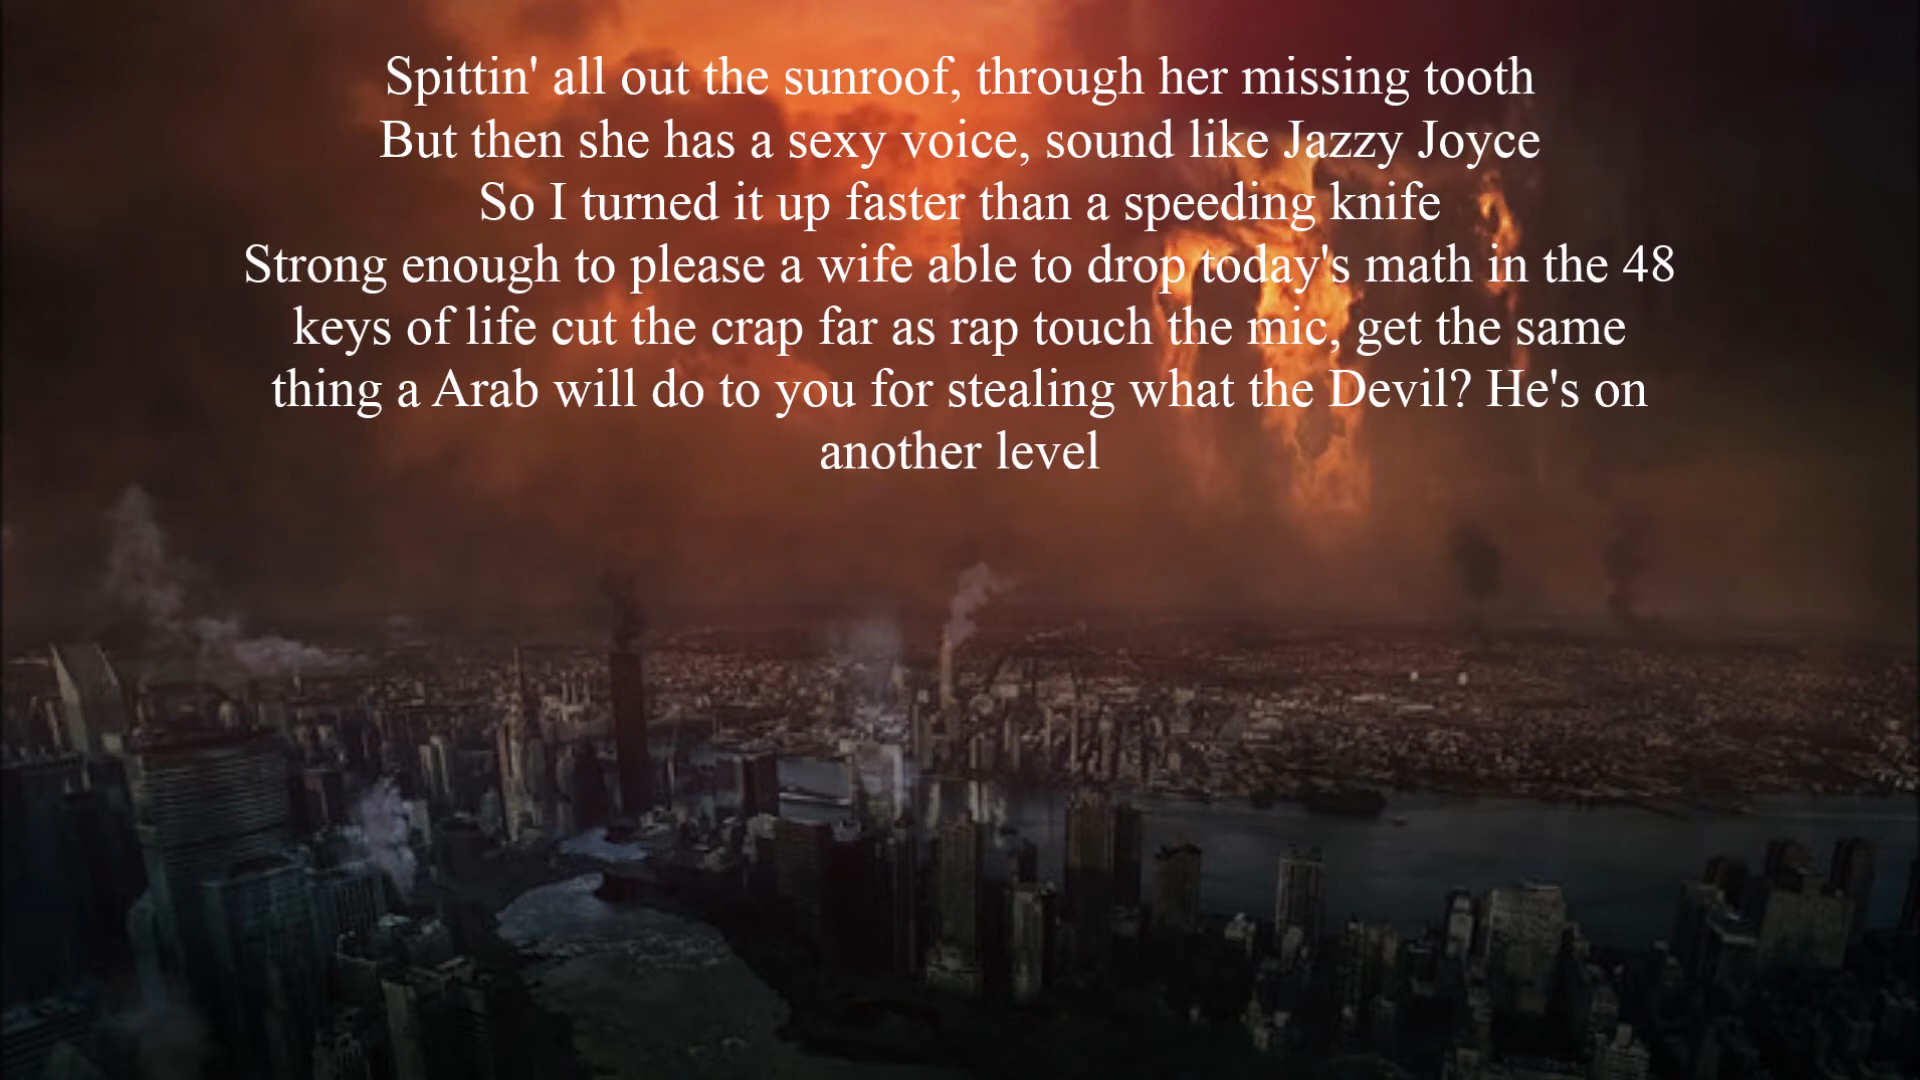 Spittin' all out the sunroof, through her missing tooth
But then she has a sexy voice, sound like Jazzy Joyce
So I turned it up faster than a speeding knife
Strong enough to please a wife able to drop today's math in the 48
keys of life cut the crap far as rap touch the mic, get the same
thing a Arab will do to you for stealing what the Devil? He's on
another level